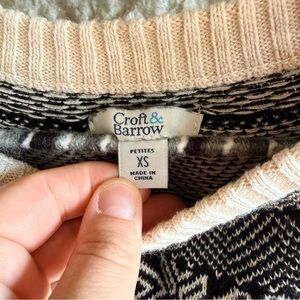 Croft&
Barrow
PETITES
XS
MADE IN
CHINA